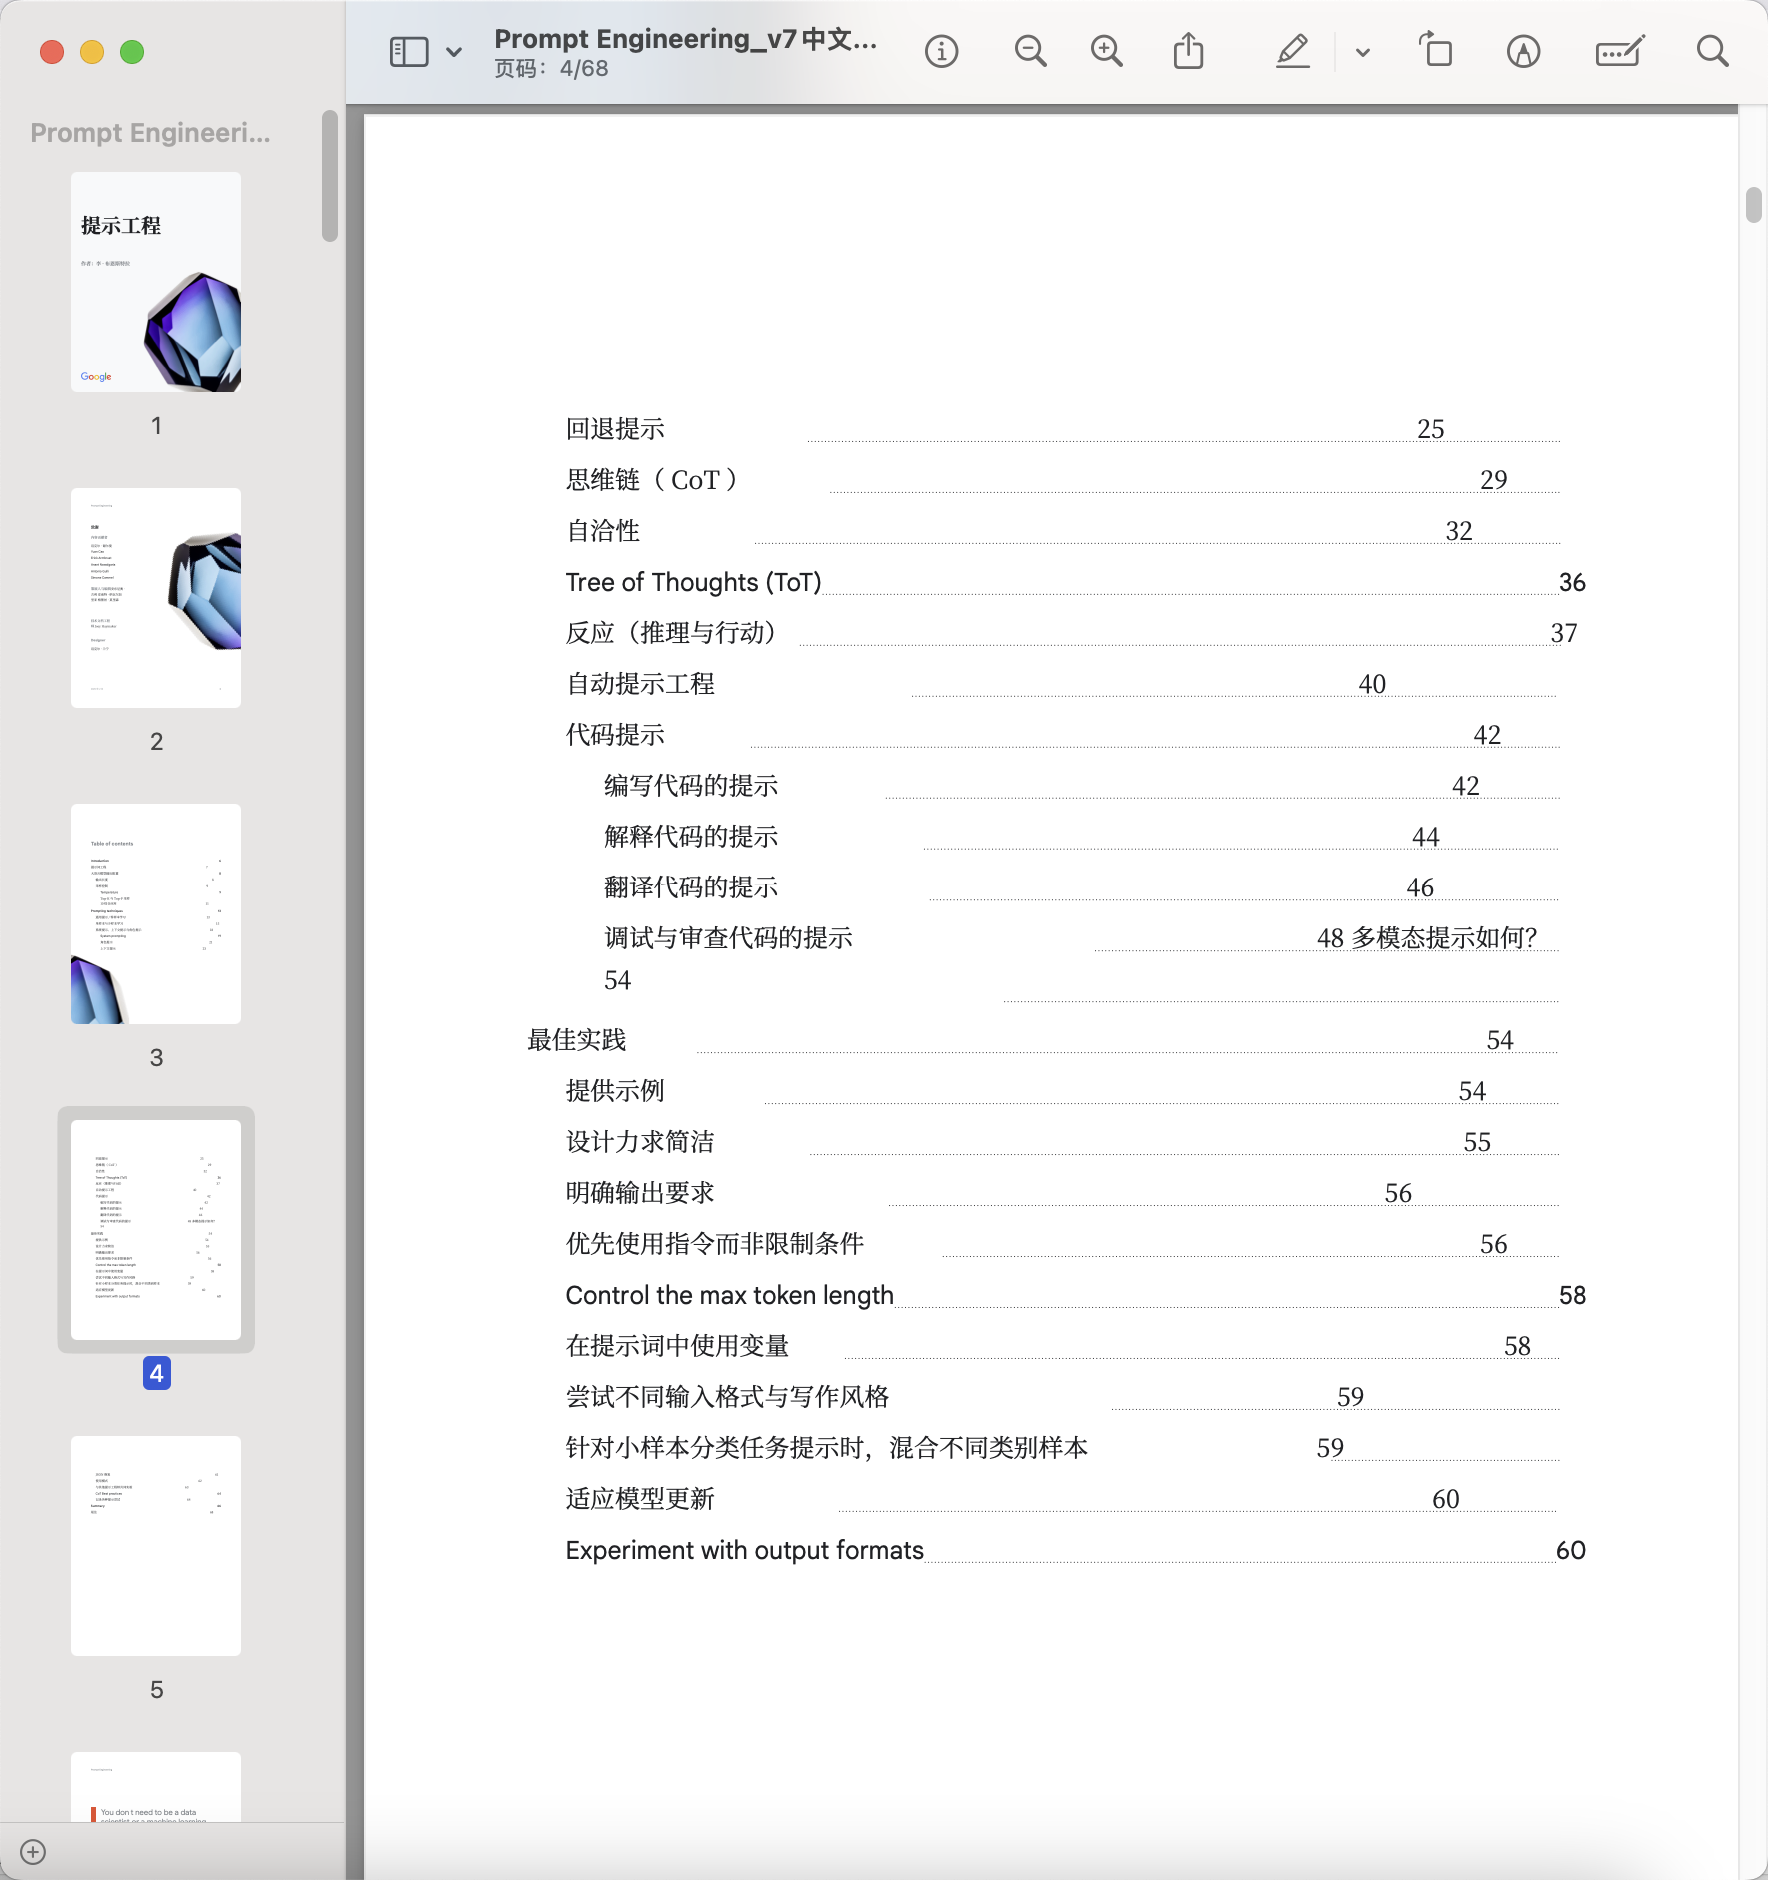 Prompt Engineering_v7中文...
页码：4/68
Prompt Engineeri...
提示工程
Google
1
2
Table of contents
3
4
5
You don t need to be a data
scientist or a machine learning
回退提示 25
思维链（CoT） 29
自洽性 32
Tree of Thoughts (ToT) 36
反应（推理与行动） 37
自动提示工程 40
代码提示 42
编写代码的提示 42
解释代码的提示 44
翻译代码的提示 46
调试与审查代码的提示 48 多模态提示如何？
54
最佳实践 54
提供示例 54
设计力求简洁 55
明确输出要求 56
优先使用指令而非限制条件 56
Control the max token length 58
在提示词中使用变量 58
尝试不同输入格式与写作风格 59
针对小样本分类任务提示时，混合不同类别样本 59
适应模型更新 60
Experiment with output formats 60